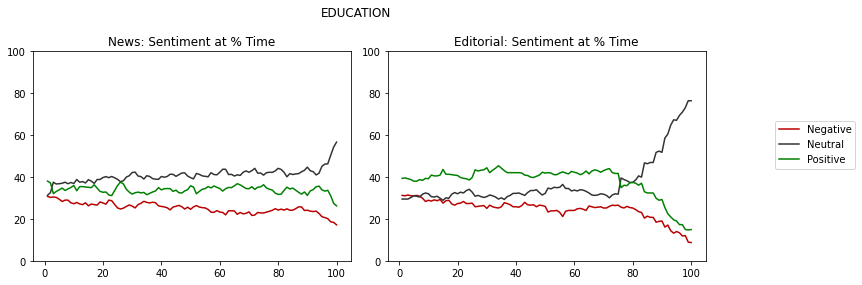 EDUCATION
News: Sentiment at % Time
Editorial: Sentiment at % Time
100
80
60
40
20
0
0 20 40 60 80 100
100
80
60
40
20
0
0 20 40 60 80 100
Negative
Neutral
Positive